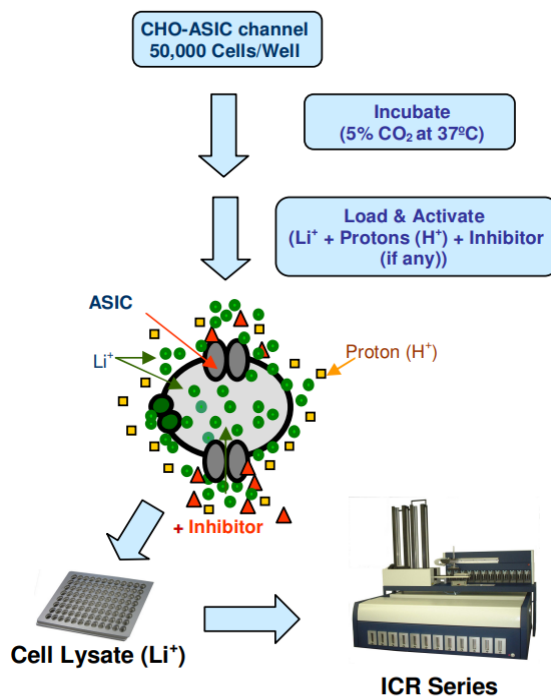 CHO-ASIC channel
50,000 Cells/Well
Incubate
(5% CO₂ at 37ºC)
Load & Activate
(Li⁺ + Protons (H⁺) + Inhibitor
(if any))
ASIC
Li⁺
Proton (H⁺)
+ Inhibitor
Cell Lysate (Li⁺)
ICR Series